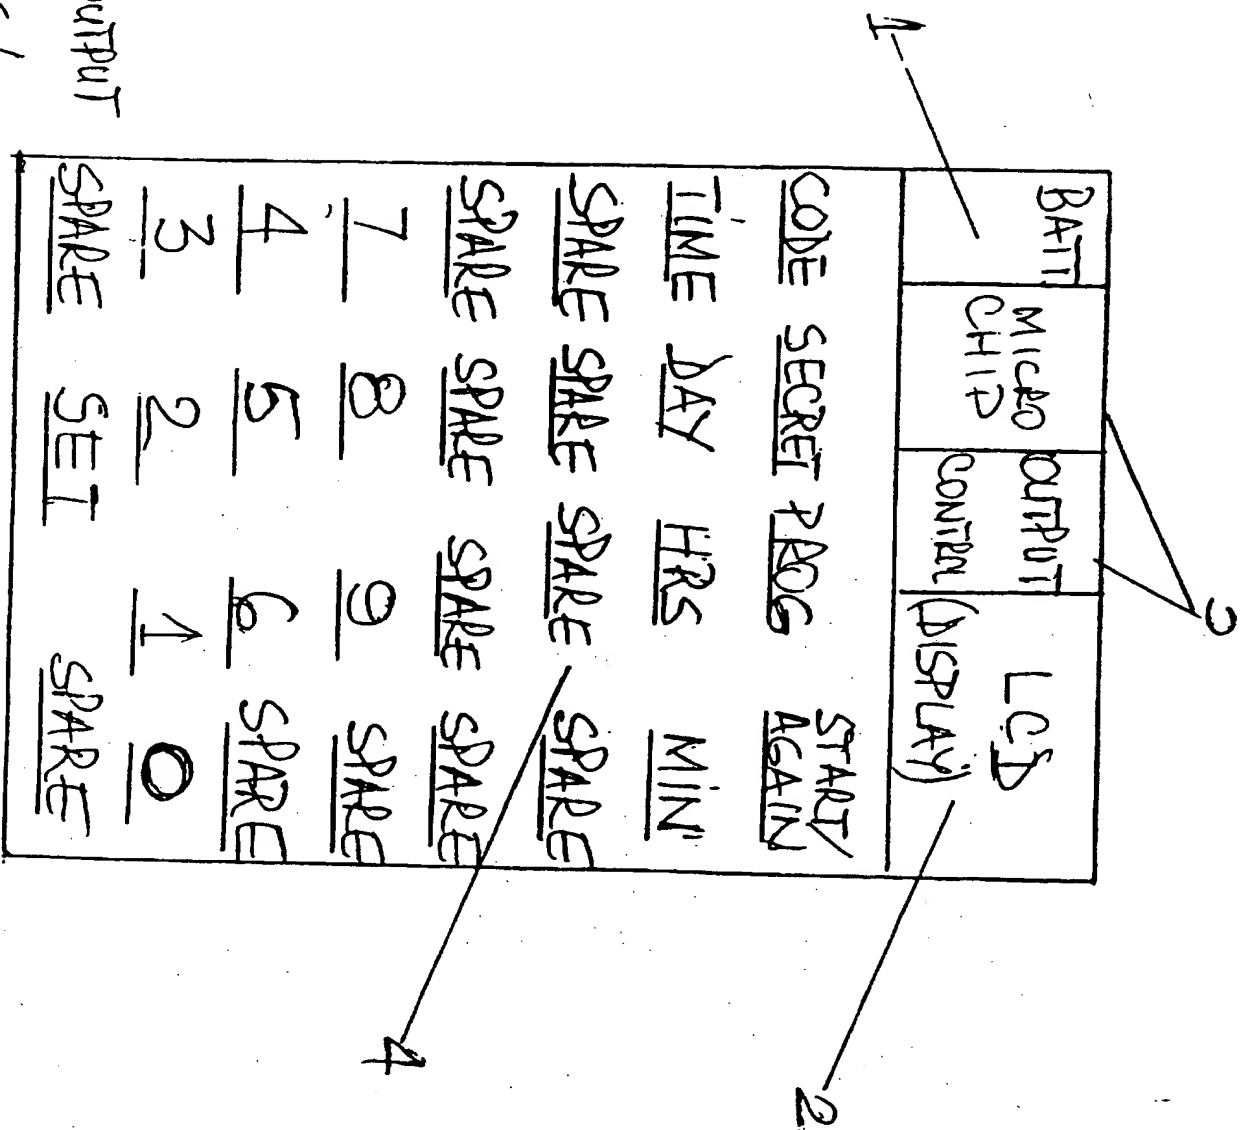 BATT MICRO CHIP OUTPUT CONTROL LCD (DISPLAY)
CODE SECRET PROG START/ AGAIN
TIME DAY HRS MIN
SPARE SPARE SPARE SPARE
SPARE SPARE SPARE SPARE
7 8 9 SPARE
4 5 6 SPARE
3 2 1 0
SPARE SET SPARE
1
2
4